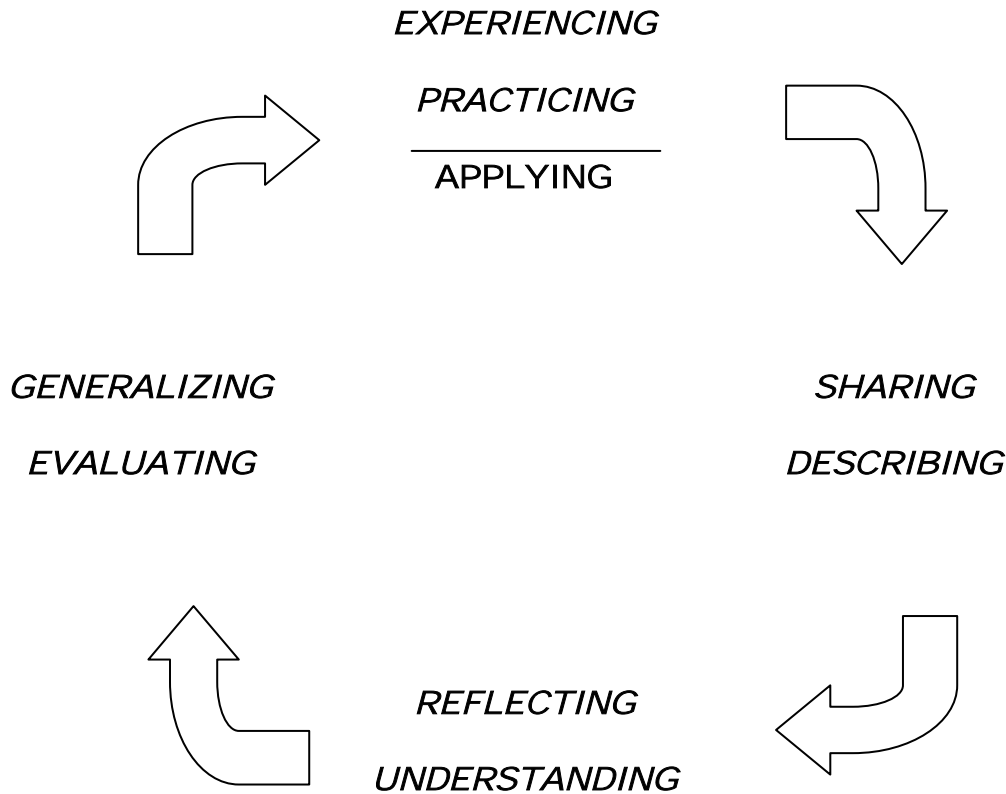 EXPERIENCING
PRACTICING
APPLYING
GENERALIZING
EVALUATING
SHARING
DESCRIBING
REFLECTING
UNDERSTANDING